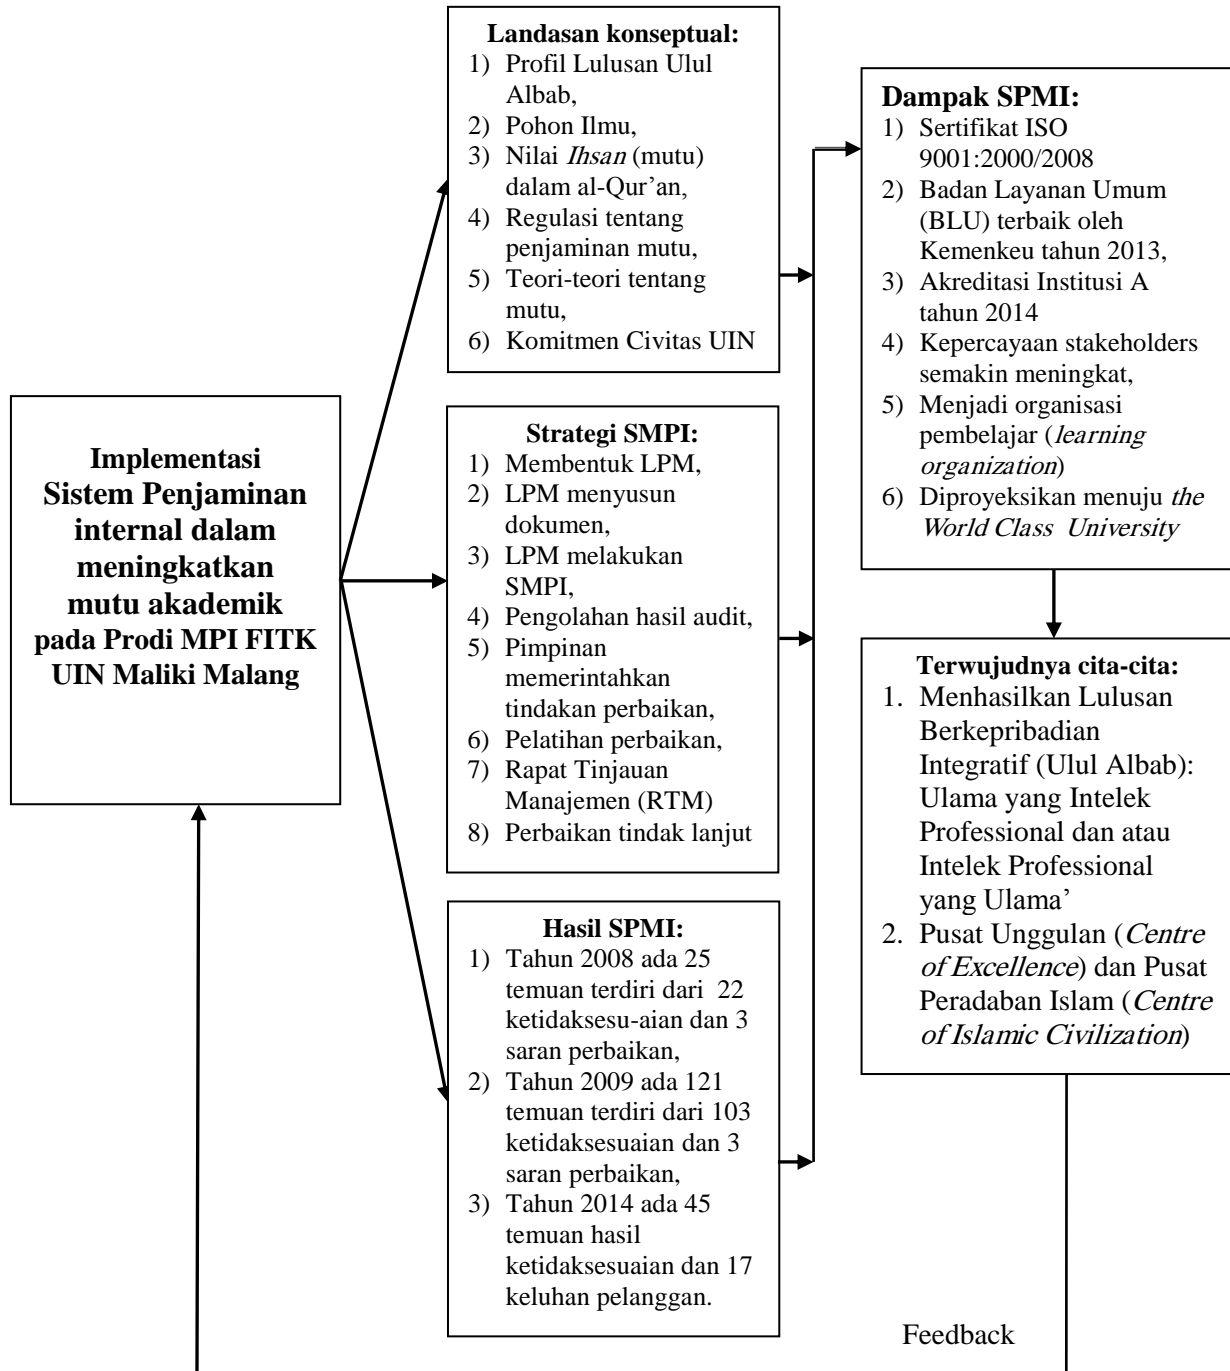 Implementasi
Sistem Penjaminan
internal dalam
meningkatkan
mutu akademik
pada Prodi MPI FITK
UIN Maliki Malang
Landasan konseptual:
1) Profil Lulusan Ulul
Albab,
2) Pohon Ilmu,
3) Nilai Ihsan (mutu)
dalam al-Qur’an,
4) Regulasi tentang
penjaminan mutu,
5) Teori-teori tentang
mutu,
6) Komitmen Civitas UIN
Strategi SMPI:
1) Membentuk LPM,
2) LPM menyusun
dokumen,
3) LPM melakukan
SMPI,
4) Pengolahan hasil audit,
5) Pimpinan
memerintahkan
tindakan perbaikan,
6) Pelatihan perbaikan,
7) Rapat Tinjauan
Manajemen (RTM)
8) Perbaikan tindak lanjut
Hasil SPMI:
1) Tahun 2008 ada 25
temuan terdiri dari 22
ketidaksesu-aian dan 3
saran perbaikan,
2) Tahun 2009 ada 121
temuan terdiri dari 103
ketidaksesuaian dan 3
saran perbaikan,
3) Tahun 2014 ada 45
temuan hasil
ketidaksesuaian dan 17
keluhan pelanggan.
Dampak SPMI:
1) Sertifikat ISO
9001:2000/2008
2) Badan Layanan Umum
(BLU) terbaik oleh
Kemenkeu tahun 2013,
3) Akreditasi Institusi A
tahun 2014
4) Kepercayaan stakeholders
semakin meningkat,
5) Menjadi organisasi
pembelajar (learning
organization)
6) Diproyeksikan menuju the
World Class University
Terwujudnya cita-cita:
1. Menhasilkan Lulusan
Berkepribadian
Integratif (Ulul Albab):
Ulama yang Intelek
Professional dan atau
Intelek Professional
yang Ulama’
2. Pusat Unggulan (Centre
of Excellence) dan Pusat
Peradaban Islam (Centre
of Islamic Civilization)
Feedback